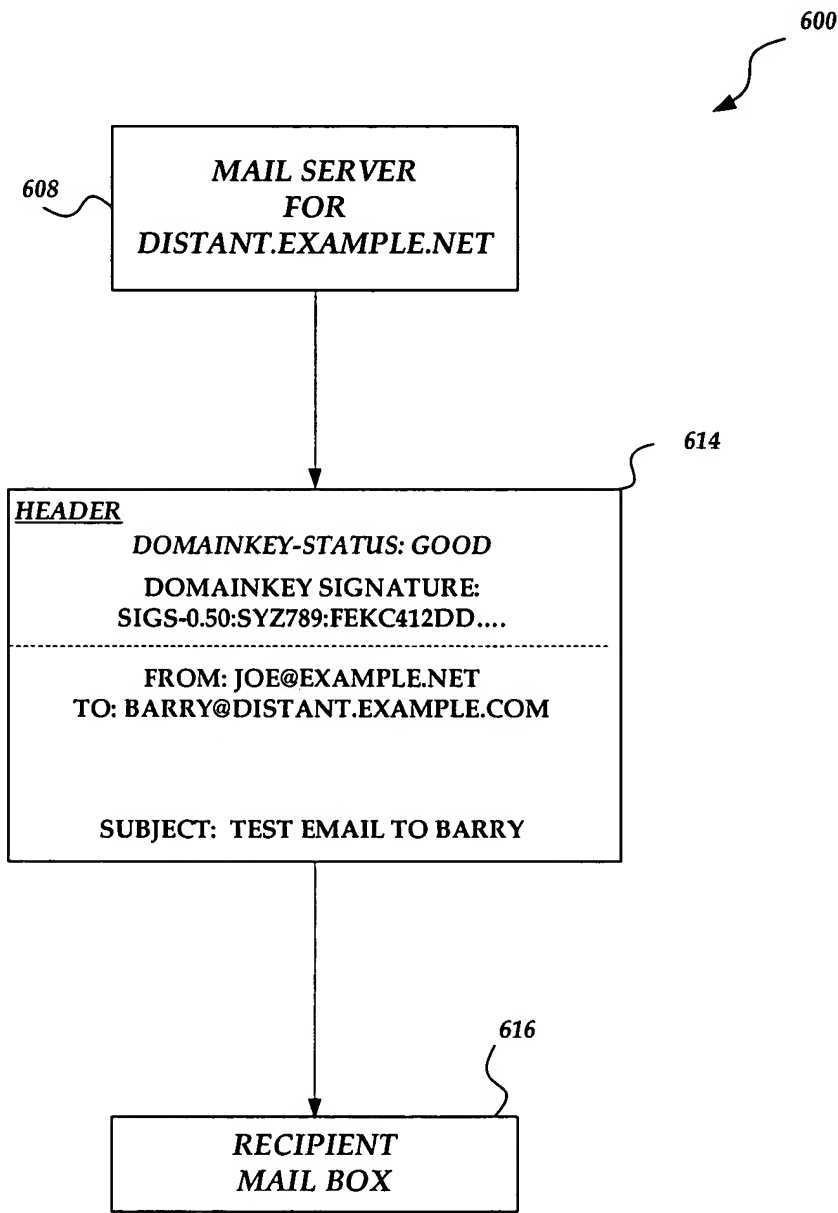 600
608
MAIL SERVER
FOR
DISTANT.EXAMPLE.NET
614
HEADER
DOMAINKEY-STATUS: GOOD
DOMAINKEY SIGNATURE:
SIGS-0.50:SYZ789:FEKC412DD....
FROM: JOE@EXAMPLE.NET
TO: BARRY@DISTANT.EXAMPLE.COM
SUBJECT: TEST EMAIL TO BARRY
616
RECIPIENT
MAIL BOX